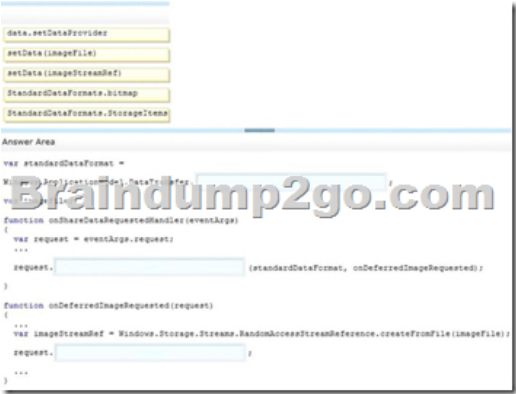 data.setDataProvider
setData(imageFile)
setData(imageStreamRef)
StandardDataFormats.bitmap
StandardDataFormats.StorageItems
Answer Area
var standardDataFormat =
;
Braindump2go.com
var
function onShareDataRequestedHandler(eventArgs)
{
var request = eventArgs.request;
...
request. (standardDataFormat, onDeferredImageRequested);
}
function onDeferredImageRequested(request)
{
...
var imageStreamRef = Windows.Storage.Streams.RandomAccessStreamReference.createFromFile(imageFile);
request. ;
...
}